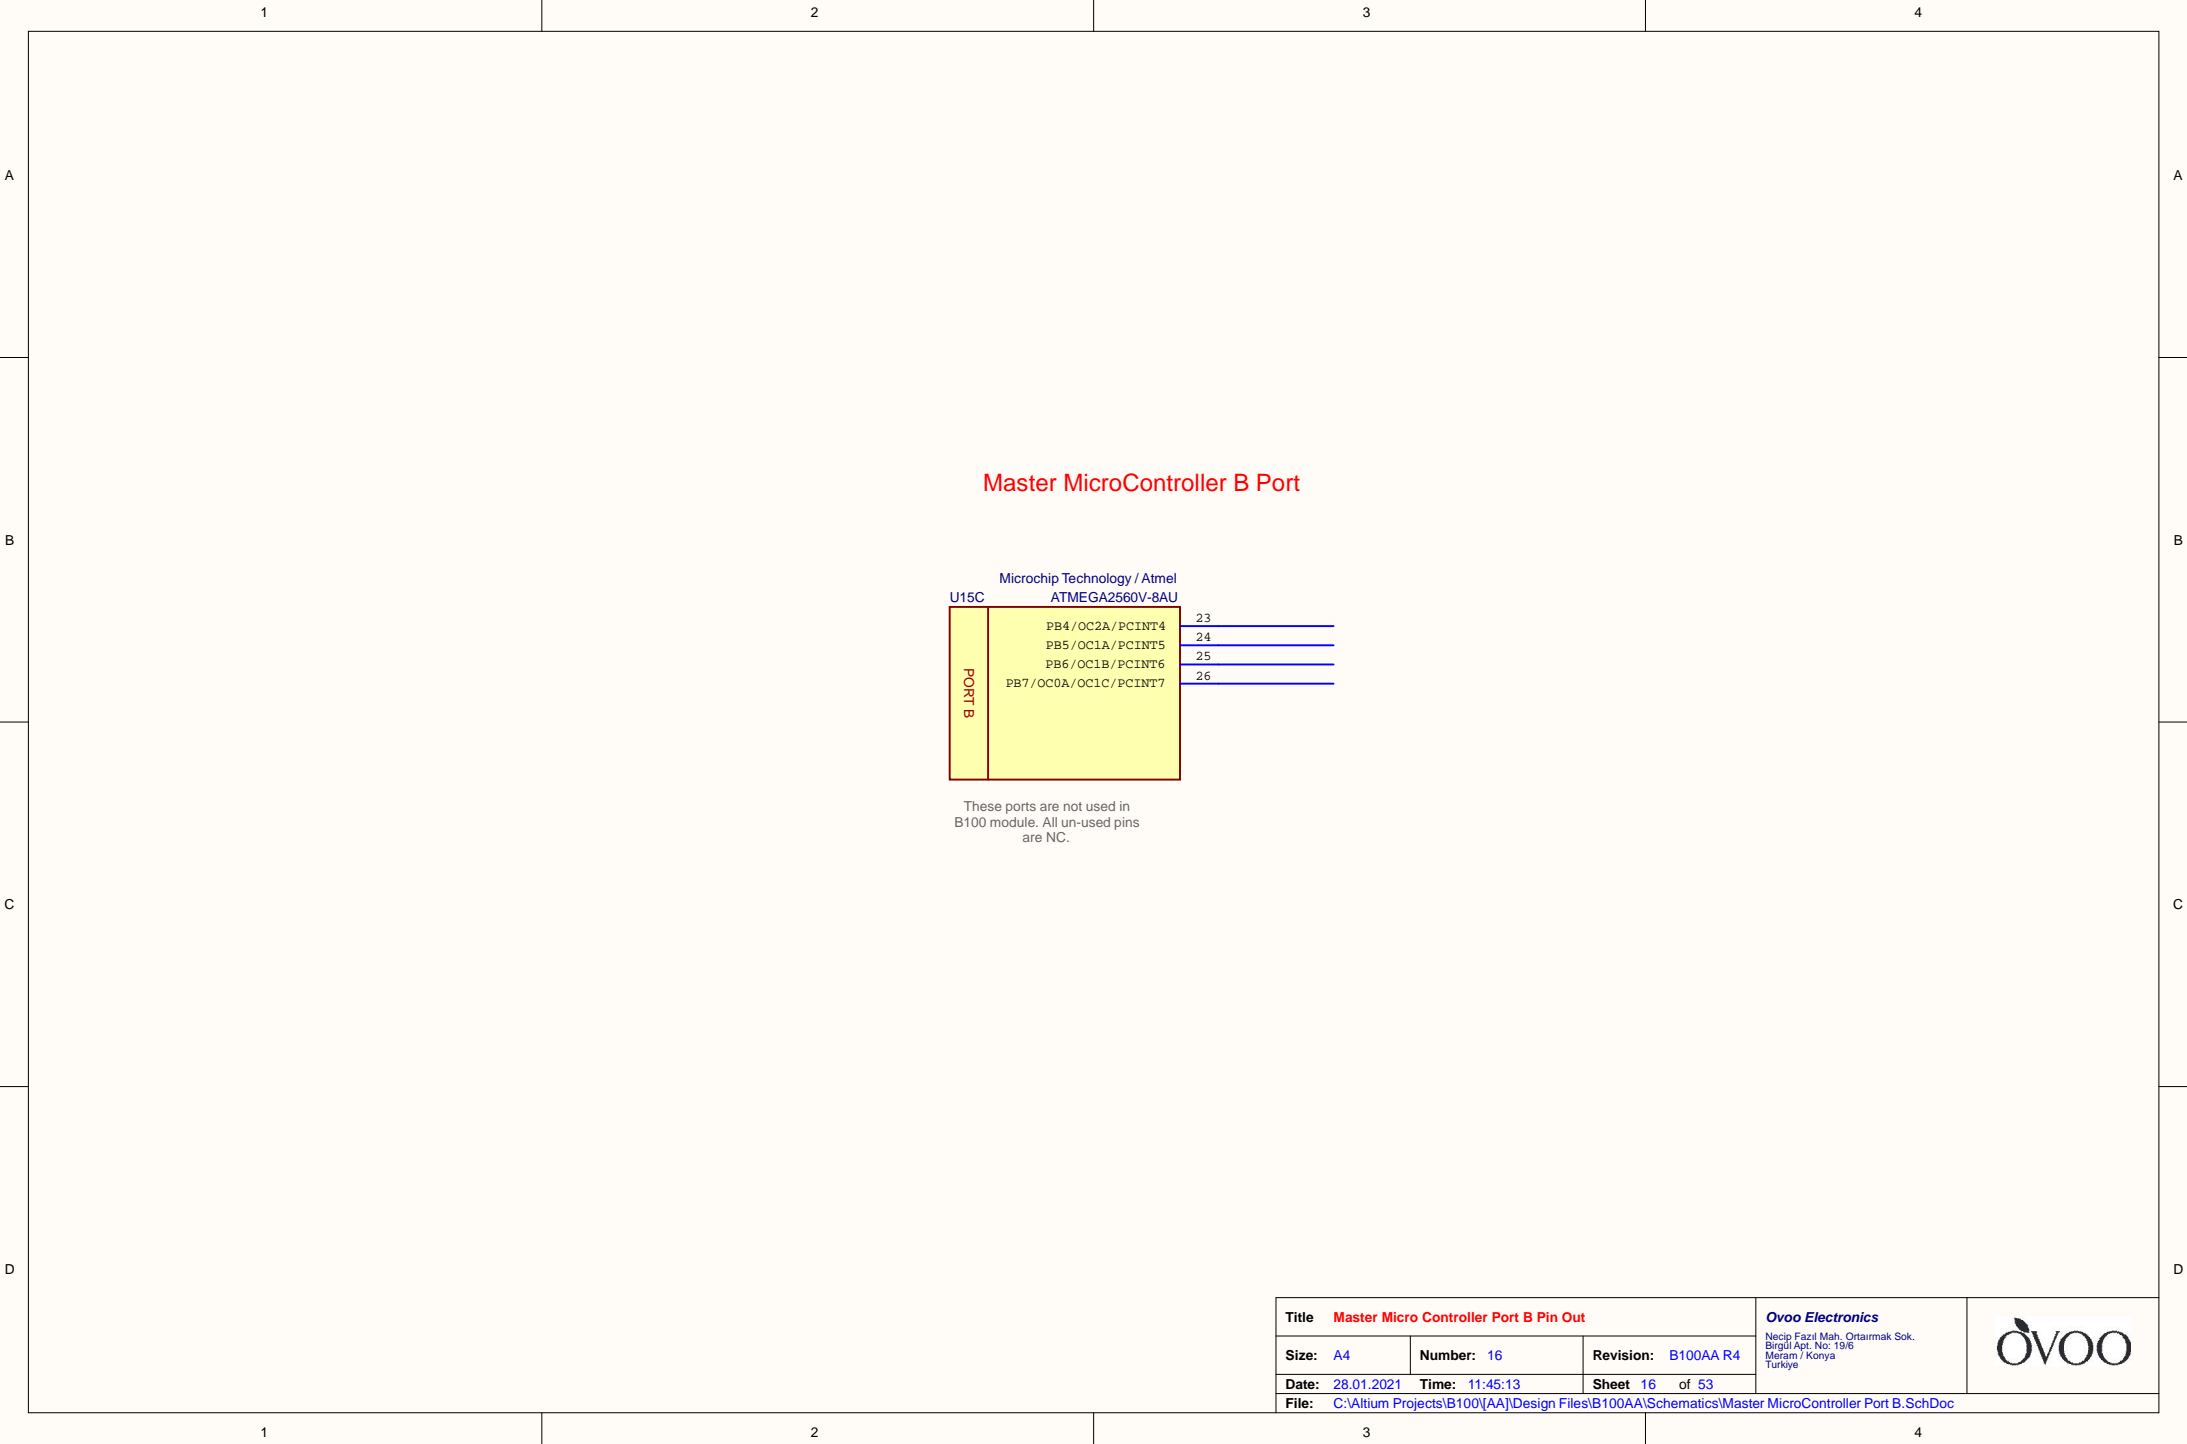 1 2 3 4
A A
Master MicroController B Port
B B
Microchip Technology / Atmel
U15C ATMEGA2560V-8AU
PB4/OC2A/PCINT4 23
PB5/OC1A/PCINT5 24
PB6/OC1B/PCINT6 25
PB7/OC0A/OC1C/PCINT7 26
PORT B
These ports are not used in
B100 module. All un-used pins
are NC.
C C
D D
Title Master Micro Controller Port B Pin Out
Size: A4 Number: 16 Revision: B100AA R4
Date: 28.01.2021 Time: 11:45:13 Sheet 16 of 53
File: C:\Altium Projects\B100\[AA]\Design Files\B100AA\Schematics\Master MicroController Port B.SchDoc
Ovoo Electronics
Necip Fazıl Mah. Ortaırmak Sok.
Birgül Apt. No: 19/6
Meram / Konya
Turkiye
OVOO
1 2 3 4